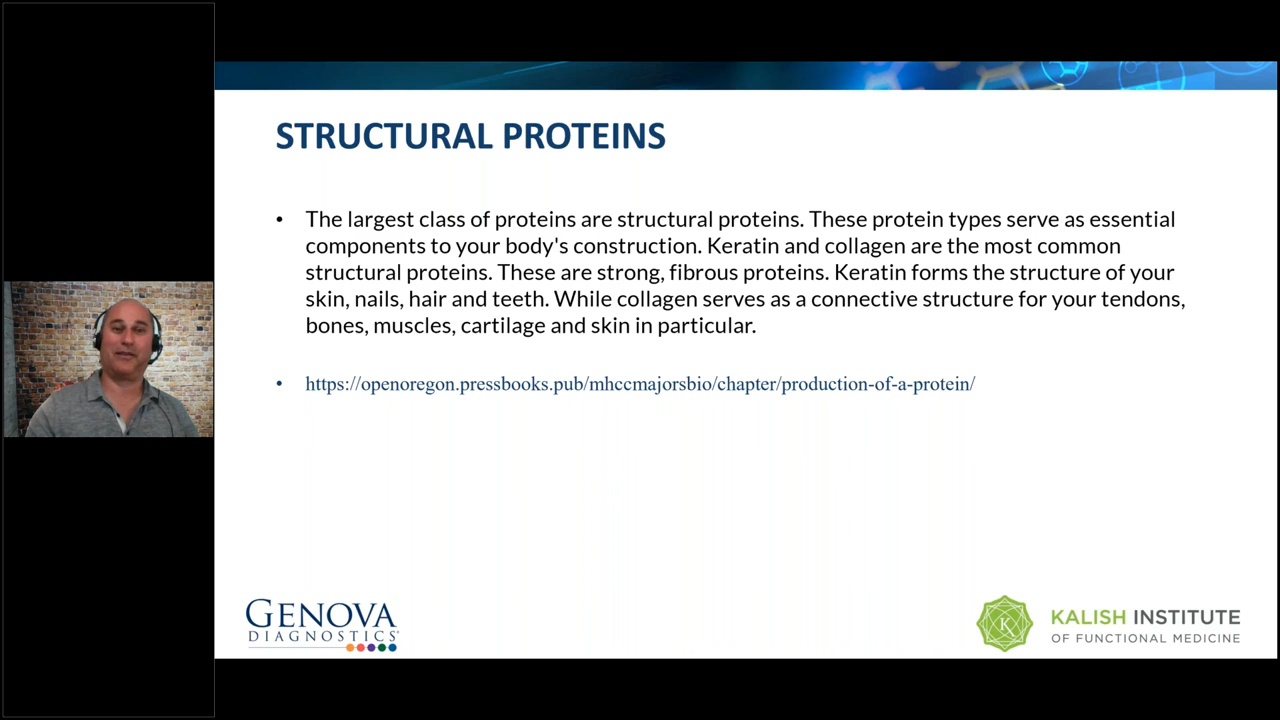 STRUCTURAL PROTEINS
• The largest class of proteins are structural proteins. These protein types serve as essential
components to your body's construction. Keratin and collagen are the most common
structural proteins. These are strong, fibrous proteins. Keratin forms the structure of your
skin, nails, hair and teeth. While collagen serves as a connective structure for your tendons,
bones, muscles, cartilage and skin in particular.
• https://openoregon.pressbooks.pub/mhccmajorsbio/chapter/production-of-a-protein/
GENOVA
DIAGNOSTICS
K
KALISH INSTITUTE
OF FUNCTIONAL MEDICINE